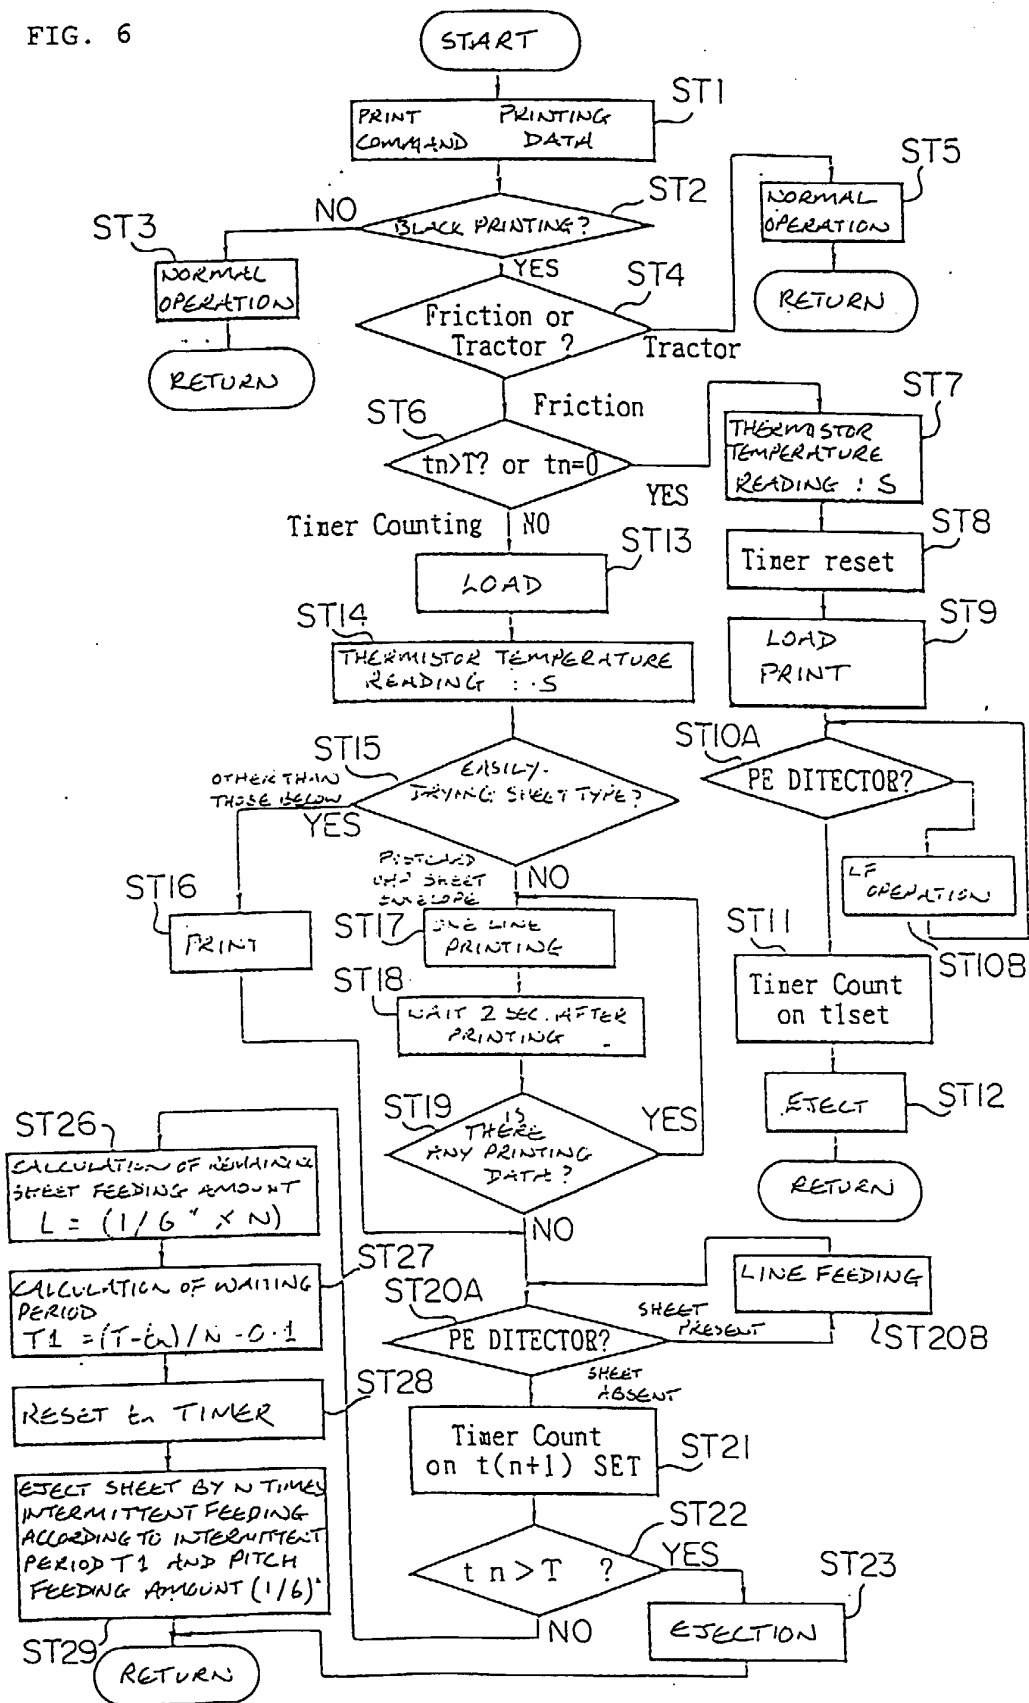 FIG. 6
START
ST1
PRINT PRINTING
COMMAND DATA
ST2
BLACK PRINTING?
NO
YES
ST3
NORMAL
OPERATION
RETURN
ST4
Friction or
Tractor ?
Tractor
ST5
NORMAL
OPERATION
RETURN
Friction
ST6
tn>T? or tn=0
YES
Timer Counting
NO
ST7
THERMISTOR
TEMPERATURE
READING : S
ST8
Timer reset
ST9
LOAD
PRINT
ST10A
PE DITECTOR?
LF
OPERATION
ST10B
ST11
Timer Count
on t1set
ST12
EJECT
RETURN
ST13
LOAD
ST14
THERMISTOR TEMPERATURE
READING : S
ST15
EASILY-
DRYING SHEET TYPE?
OTHER THAN
THOSE BELOW
YES
NO
POSTCARD
OHP SHEET
ENVELOPE
ST16
PRINT
ST17
ONE LINE
PRINTING
ST18
WAIT 2 SEC. AFTER
PRINTING
ST19
IS
THERE
ANY PRINTING
DATA?
YES
NO
ST20A
PE DITECTOR?
SHEET
PRESENT
LINE FEEDING
ST20B
SHEET
ABSENT
ST21
Timer Count
on t(n+1) SET
ST22
tn>T ?
YES
NO
ST23
EJECTION
ST26
CALCULATION OF REMAINING
SHEET FEEDING AMOUNT
L = (1/6" × N)
ST27
CALCULATION OF WAITING
PERIOD
T1 = (T-tn)/N -0.1
ST28
RESET tn TIMER
EJECT SHEET BY N TIMES
INTERMITTENT FEEDING
ACCORDING TO INTERMITTENT
PERIOD T1 AND PITCH
FEEDING AMOUNT (1/6)"
ST29
RETURN